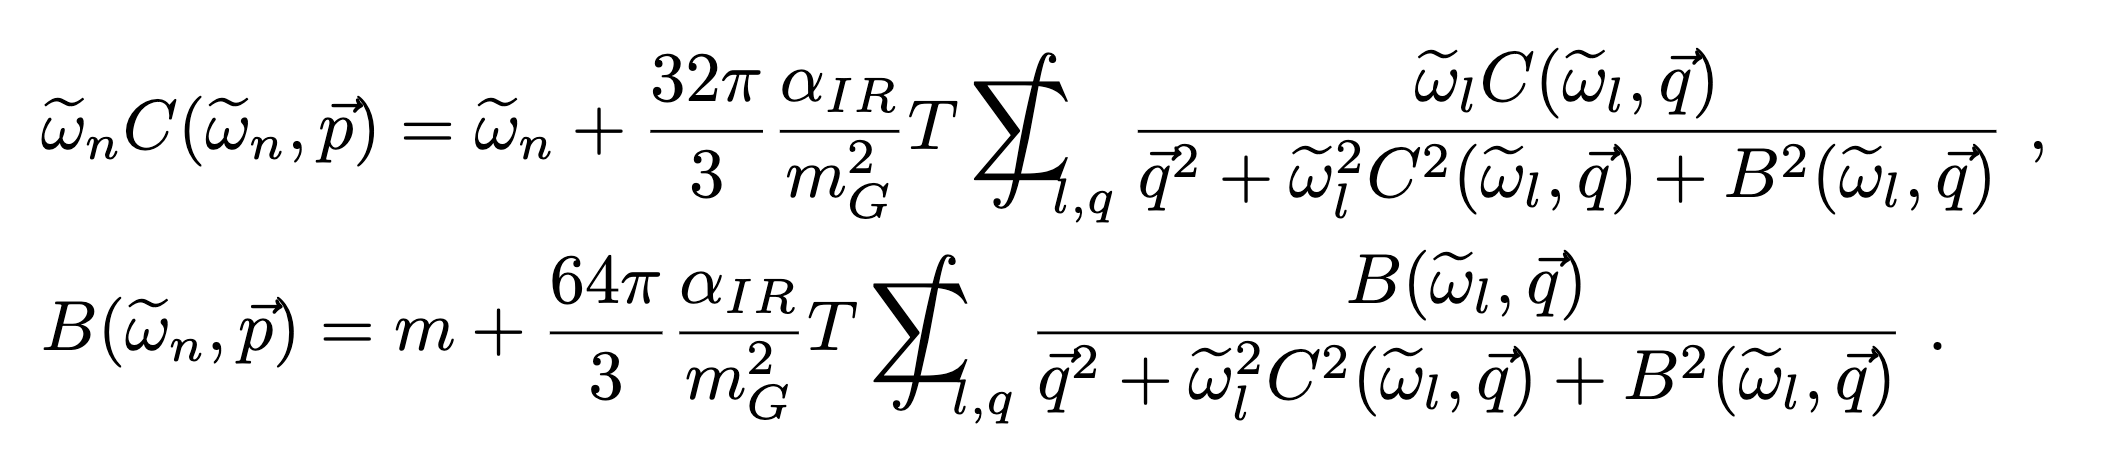 \widetilde{\omega}_n C(\widetilde{\omega}_n, \vec{p}) = \widetilde{\omega}_n + \frac{32\pi}{3} \frac{\alpha_{IR}}{m_G^2} T ⨋_{l,q} \frac{\widetilde{\omega}_l C(\widetilde{\omega}_l, \vec{q})}{\vec{q}^2 + \widetilde{\omega}_l^2 C^2(\widetilde{\omega}_l, \vec{q}) + B^2(\widetilde{\omega}_l, \vec{q})} ,
B(\widetilde{\omega}_n, \vec{p}) = m + \frac{64\pi}{3} \frac{\alpha_{IR}}{m_G^2} T ⨋_{l,q} \frac{B(\widetilde{\omega}_l, \vec{q})}{\vec{q}^2 + \widetilde{\omega}_l^2 C^2(\widetilde{\omega}_l, \vec{q}) + B^2(\widetilde{\omega}_l, \vec{q})} .